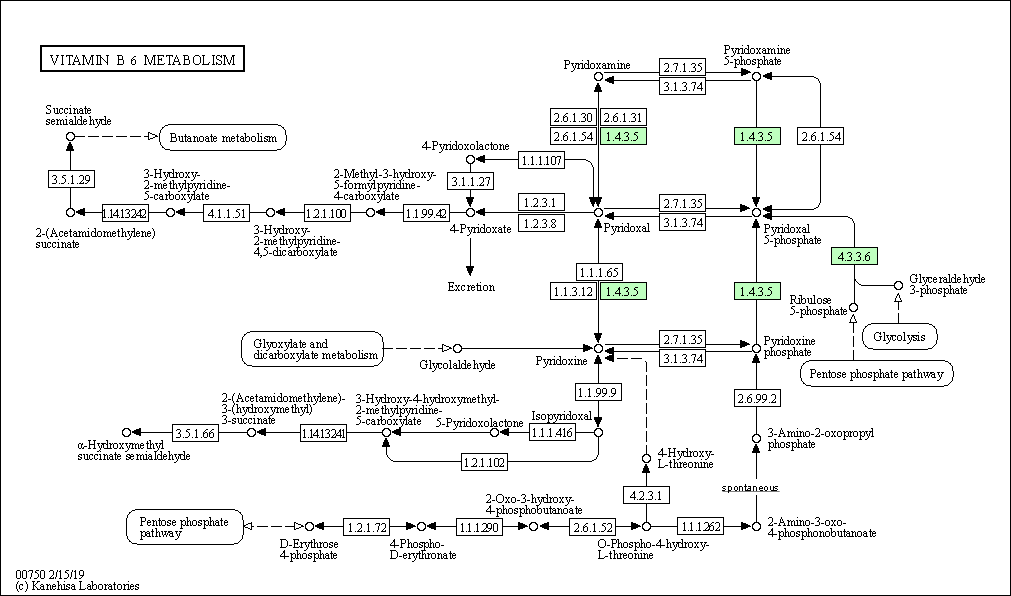 VITAMIN B 6 METABOLISM
Pyridoxamine
Pyridoxamine
5-phosphate
2.7.1.35
3.1.3.74
Succinate
semialdehyde
Butanoate metabolism
2.6.1.30
2.6.1.31
2.6.1.54
1.4.3.5
1.4.3.5
2.6.1.54
4-Pyridoxolactone
1.1.1.107
3.5.1.29
3-Hydroxy-
2-methylpyridine-
5-carboxylate
2-Methyl-3-hydroxy-
5-formylpyridine-
4-carboxylate
3.1.1.27
1.14.13.242
4.1.1.51
1.2.1.100
1.1.99.42
1.2.3.1
1.2.3.8
2.7.1.35
3.1.3.74
2-(Acetamidomethylene)
succinate
3-Hydroxy-
2-methylpyridine-
4,5-dicarboxylate
4-Pyridoxate
Pyridoxal
Pyridoxal
5-phosphate
4.3.3.6
Excretion
1.1.1.65
1.1.3.12
1.4.3.5
1.4.3.5
Glyceraldehyde
3-phosphate
Ribulose
5-phosphate
Glycolysis
Glyoxylate and
dicarboxylate metabolism
Glycolaldehyde
Pyridoxine
2.7.1.35
3.1.3.74
Pyridoxine
phosphate
Pentose phosphate pathway
1.1.99.9
2.6.99.2
2-(Acetamidomethylene)-
3-(hydroxymethyl)
3-succinate
3-Hydroxy-4-hydroxymethyl-
2-methylpyridine-
5-carboxylate
5-Pyridoxolactone
Isopyridoxal
3.5.1.66
1.14.13.241
1.1.1.416
α-Hydroxymethyl
succinate semialdehyde
1.2.1.102
3-Amino-2-oxopropyl
phosphate
4-Hydroxy-
L-threonine
spontaneous
4.2.3.1
2-Oxo-3-hydroxy-
4-phosphobutanoate
Pentose phosphate
pathway
1.2.1.72
1.1.1.290
2.6.1.52
1.1.1.262
D-Erythrose
4-phosphate
4-Phospho-
D-erythronate
O-Phospho-4-hydroxy-
L-threonine
2-Amino-3-oxo-
4-phosphonobutanoate
00750 2/15/19
(c) Kanehisa Laboratories